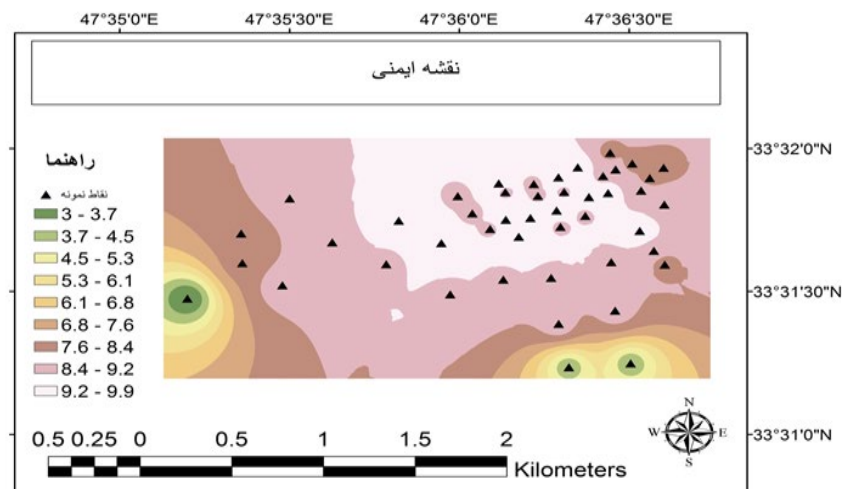 47°35'0"E 47°35'30"E 47°36'0"E 47°36'30"E
نقشه ایمنی
33°32'0"N
راهنما
نقاط نمونه
3 - 3.7
3.7 - 4.5
4.5 - 5.3
5.3 - 6.1
6.1 - 6.8
6.8 - 7.6
7.6 - 8.4
8.4 - 9.2
9.2 - 9.9
33°31'30"N
N
W E
S
33°31'0"N
0.5 0.25 0 0.5 1 1.5 2
Kilometers